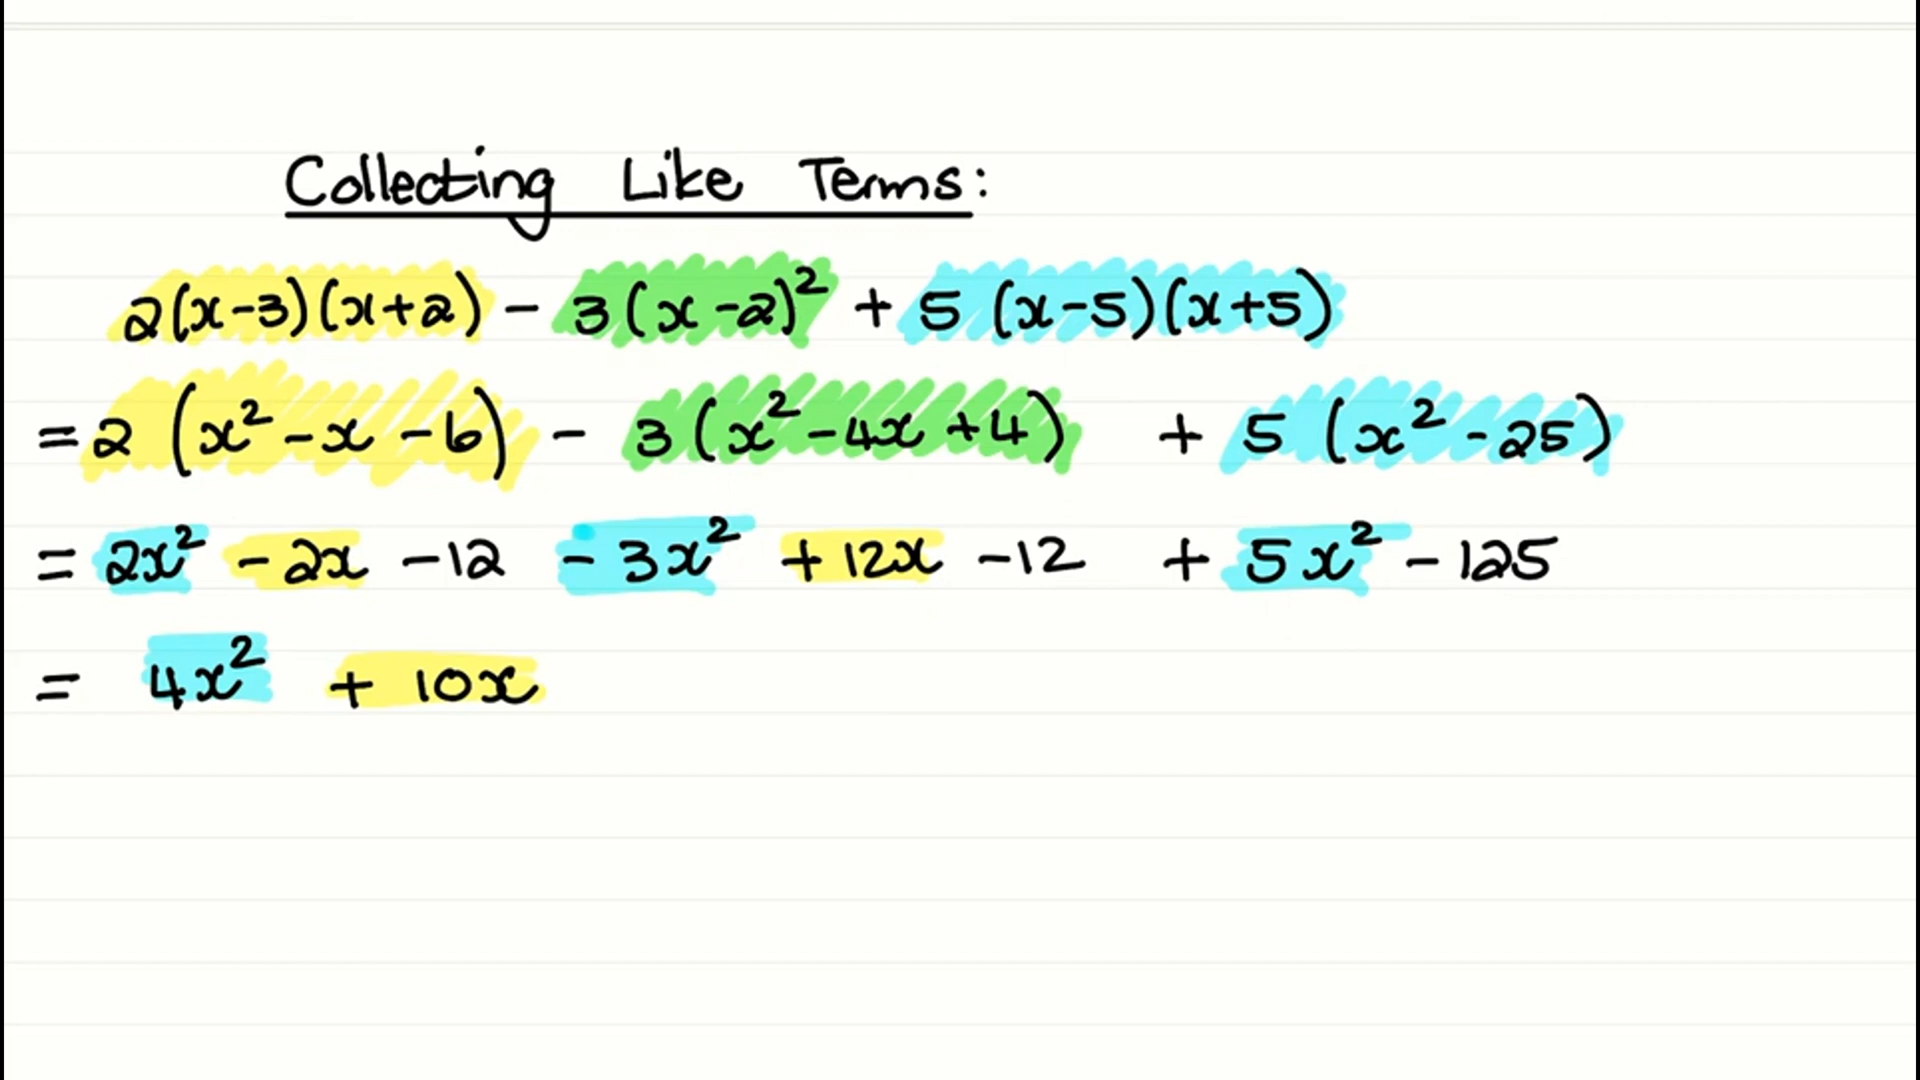 Collecting Like Terms:
2(x-3)(x+2) - 3(x-2)² + 5(x-5)(x+5)
= 2(x²-x-6) - 3(x²-4x+4) + 5(x²-25)
= 2x² - 2x - 12 - 3x² + 12x - 12 + 5x² - 125
= 4x² + 10x